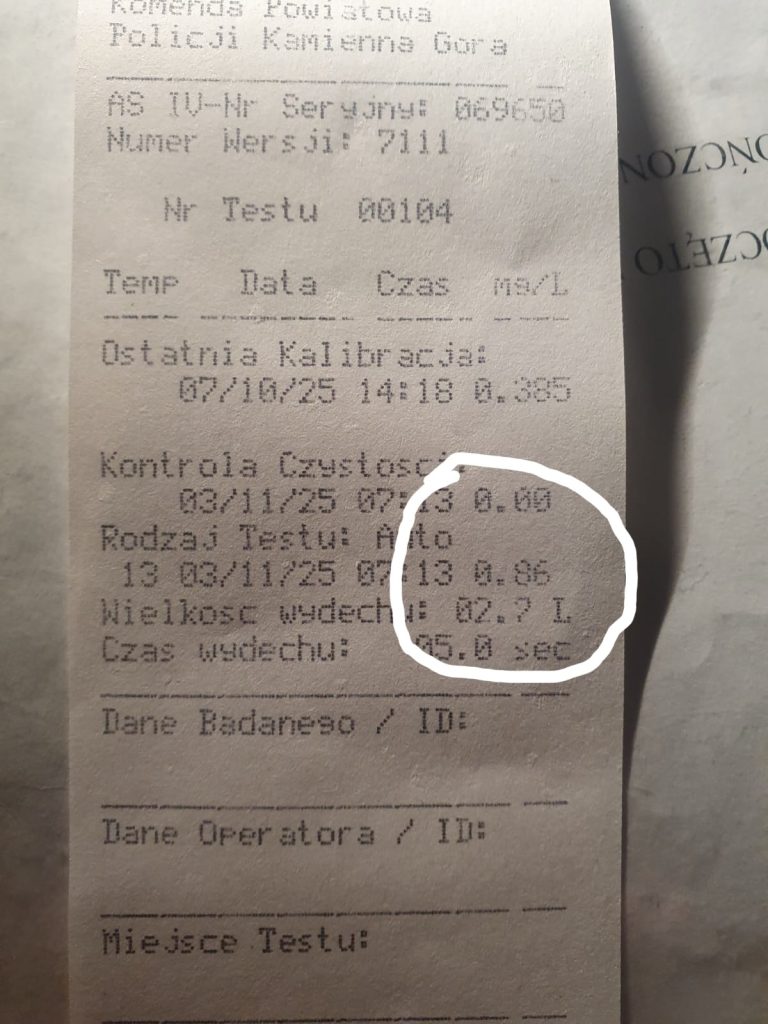 Komenda Powiatowa
Policji Kamienna Gora
AS IV-Nr Seryjny: 069650
Numer Wersji: 7111
Nr Testu 00104
Temp Data Czas mg/L
Ostatnia Kalibracja:
07/10/25 14:18 0.385
Kontrola Czystosci:
03/11/25 07:13 0.00
Rodzaj Testu: Auto
13 03/11/25 07:13 0.86
Wielkosc wydechu: 02.7 L
Czas wydechu: 05.0 sec
Dane Badanego / ID:
Dane Operatora / ID:
Miejsce Testu: